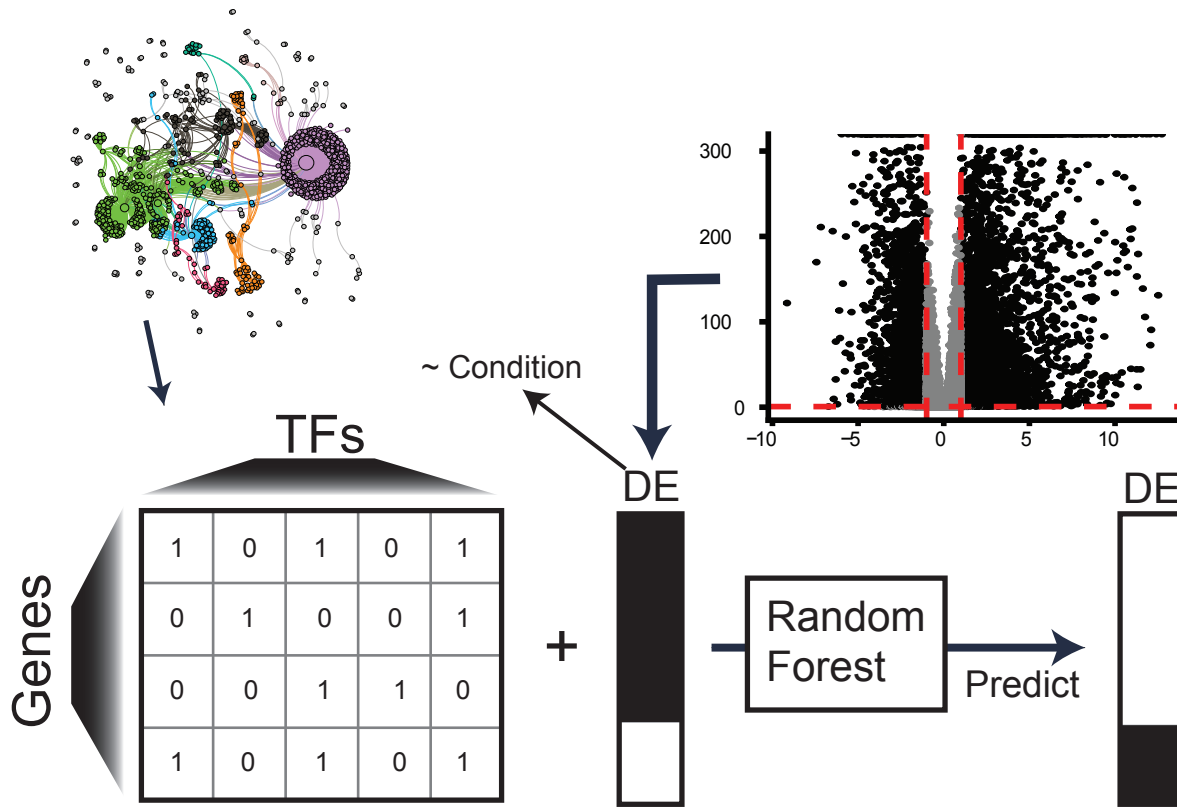 300
200
100
0
−10
−5
0
5
10
~ Condition
TFs
DE
DE
Genes
1 0 1 0 1
0 1 0 0 1
0 0 1 1 0
1 0 1 0 1
+
Random
Forest
Predict